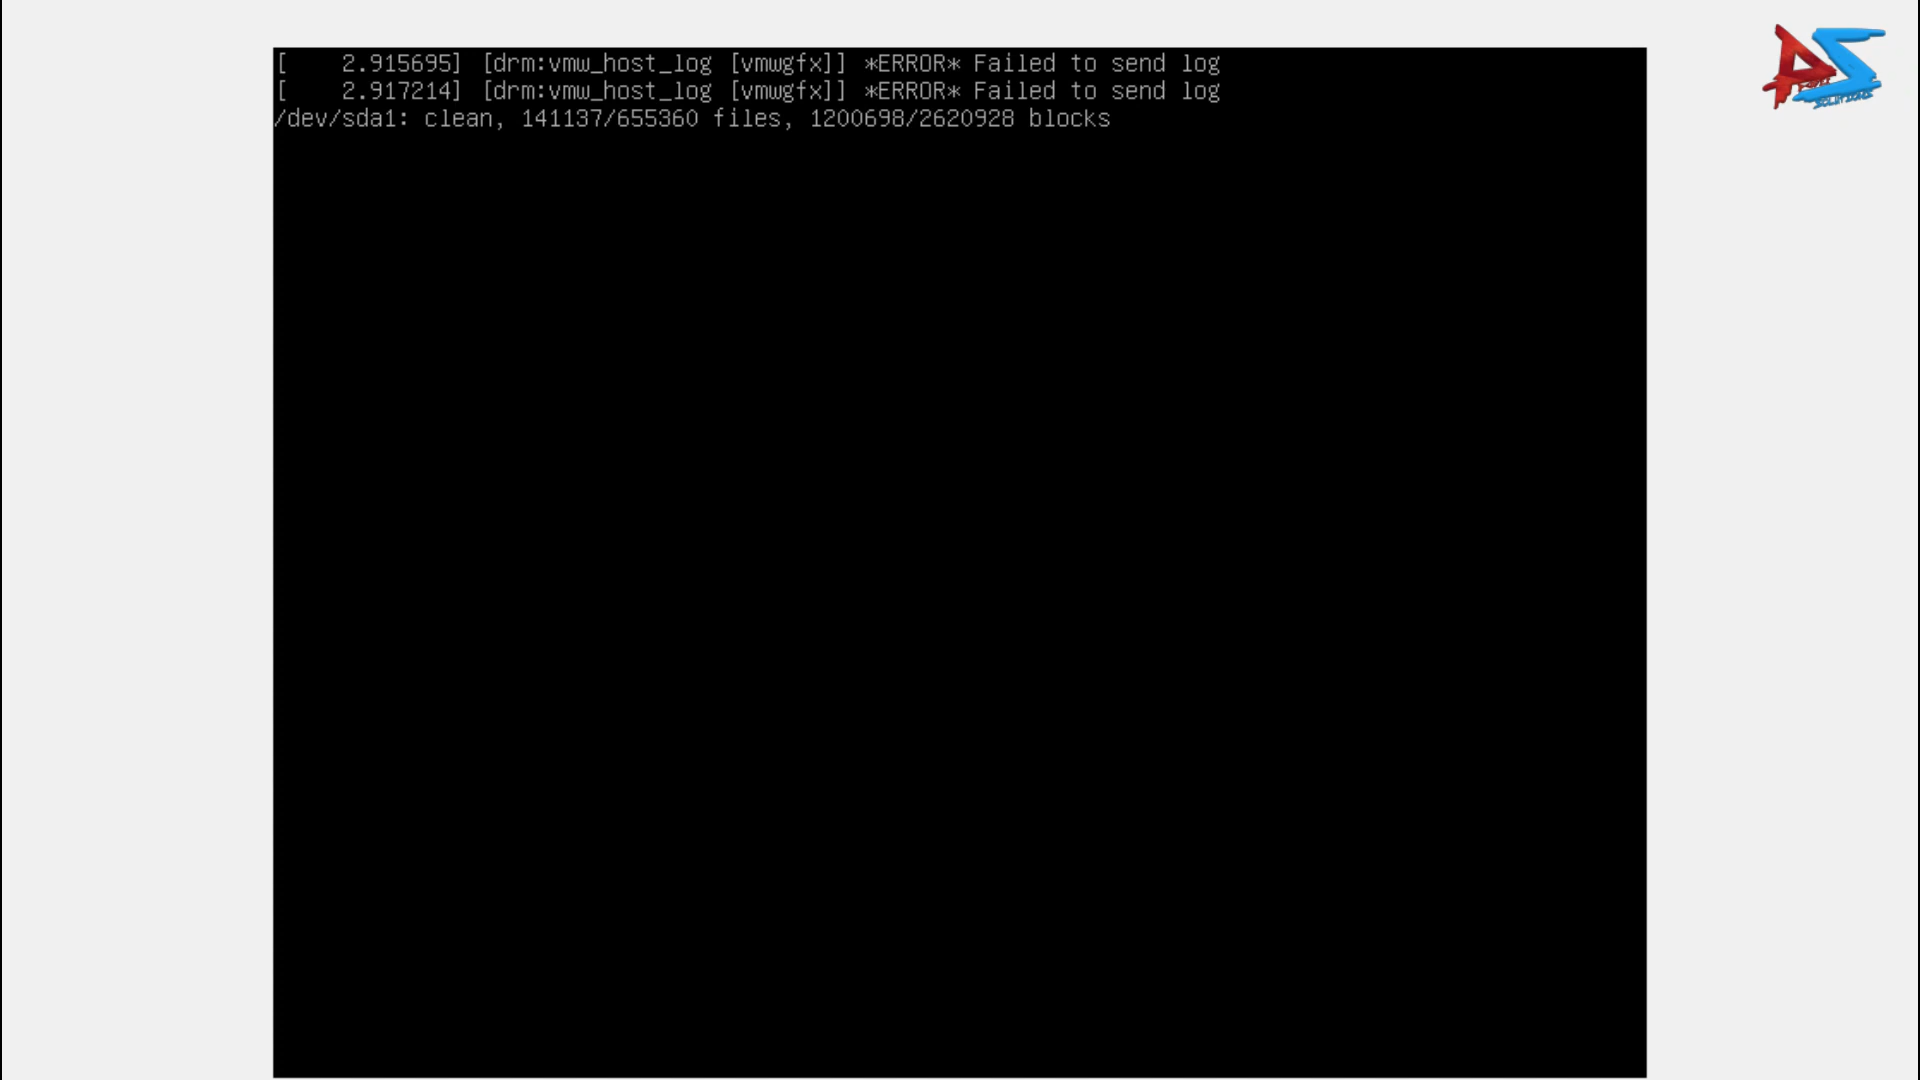 [    2.915695] [drm:vmw_host_log [vmwgfx]] *ERROR* Failed to send log
[    2.917214] [drm:vmw_host_log [vmwgfx]] *ERROR* Failed to send log
/dev/sda1: clean, 141137/655360 files, 1200698/2620928 blocks
SOLUTIONS